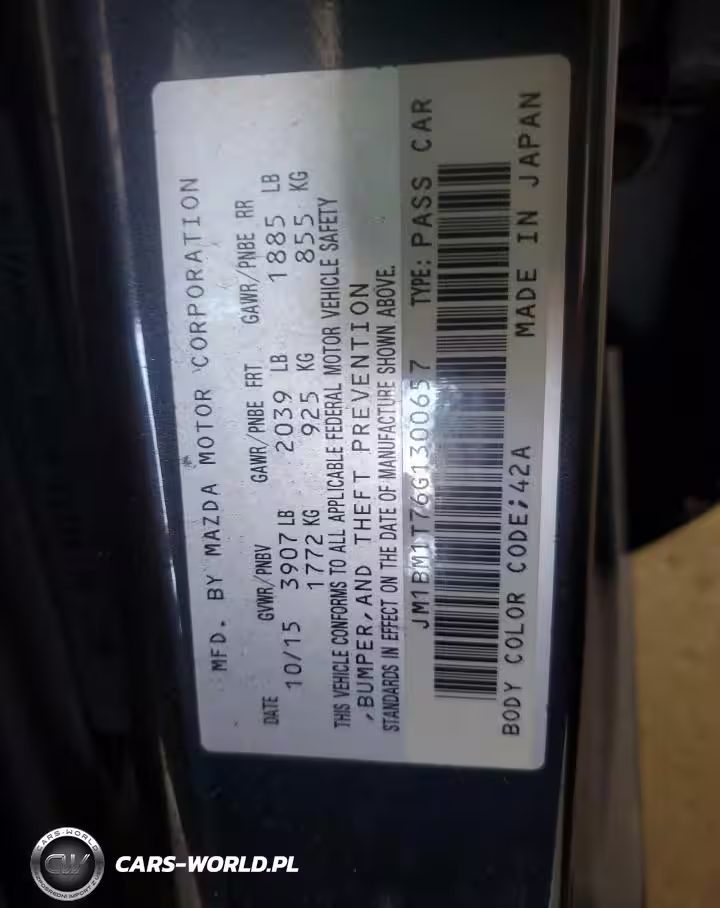 MFD. BY MAZDA MOTOR CORPORATION
DATE GVWR/PNBV GAWR/PNBE FRT GAWR/PNBE RR
10/15 3907 LB 2039 LB 1885 LB
1772 KG 925 KG 855 KG
THIS VEHICLE CONFORMS TO ALL APPLICABLE FEDERAL MOTOR VEHICLE SAFETY
,BUMPER,AND THEFT PREVENTION
STANDARDS IN EFFECT ON THE DATE OF MANUFACTURE SHOWN ABOVE.
JM1BM1T76G1300657 TYPE: PASS CAR
BODY COLOR CODE;42A MADE IN JAPAN
CARS-WORLD
CW
CARS-WORLD.PL